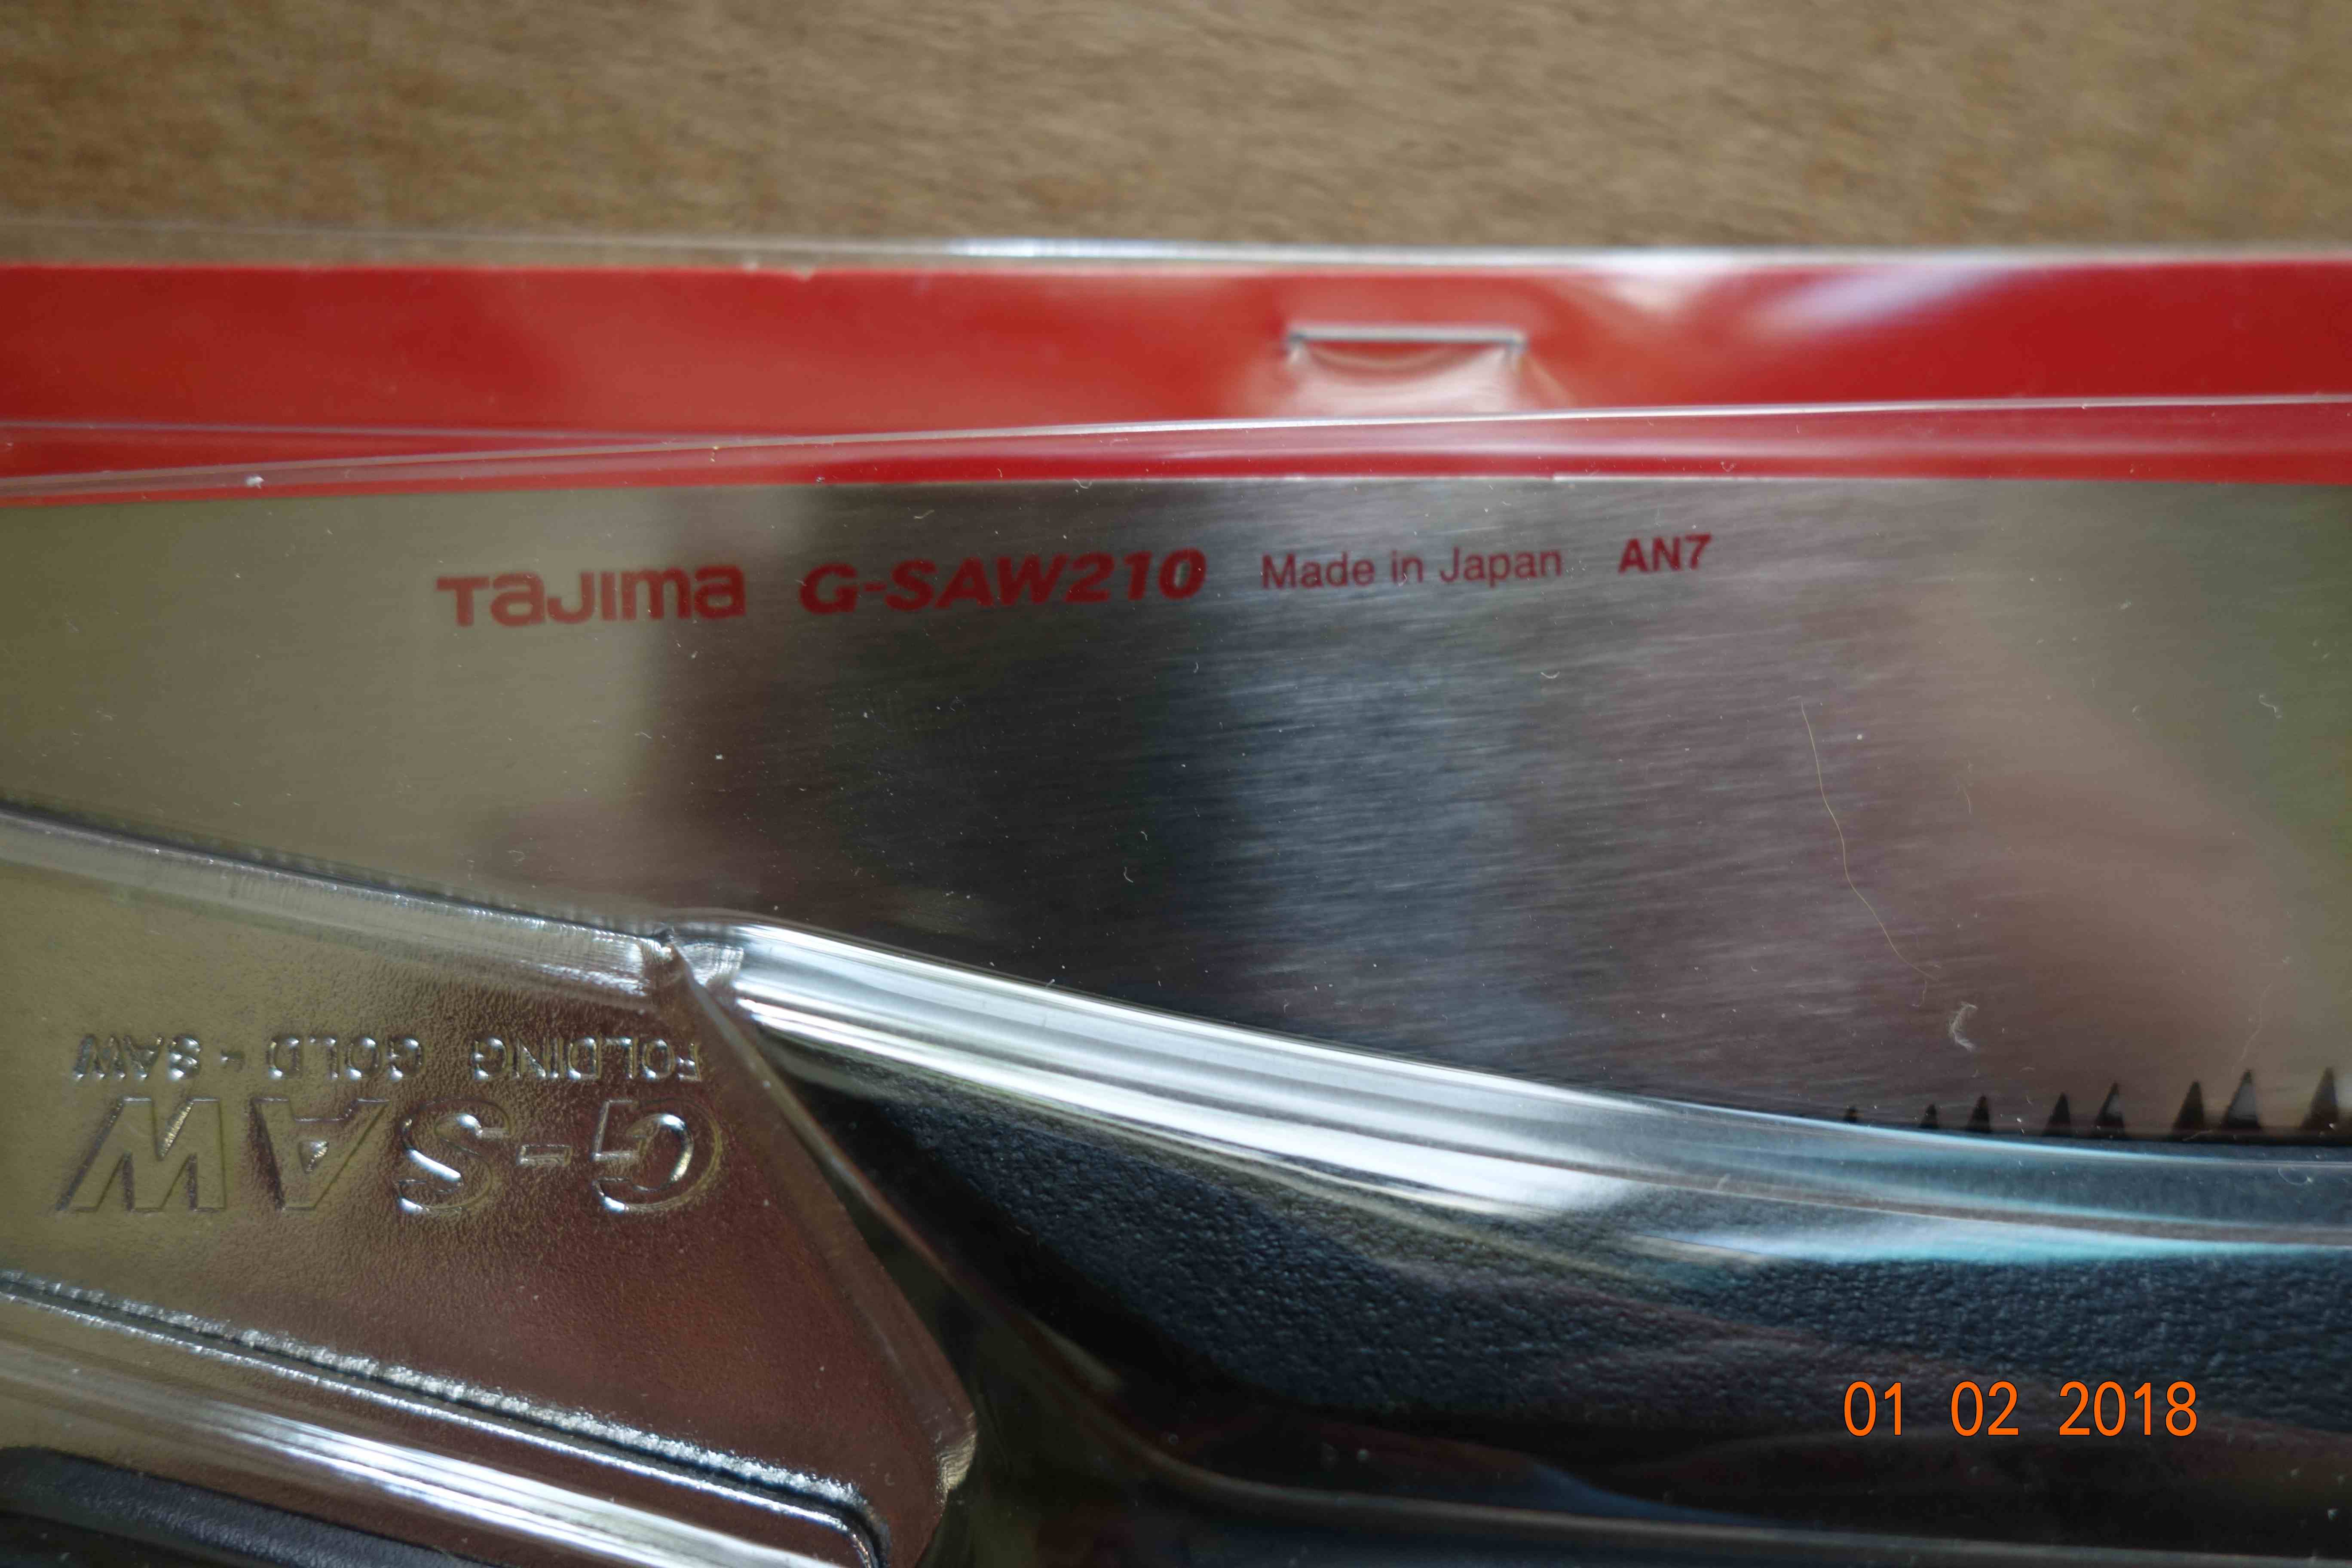 TAJIMA G-SAW210 Made in Japan AN7
G-SAW
FOLDING GOLD-SAW
01 02 2018